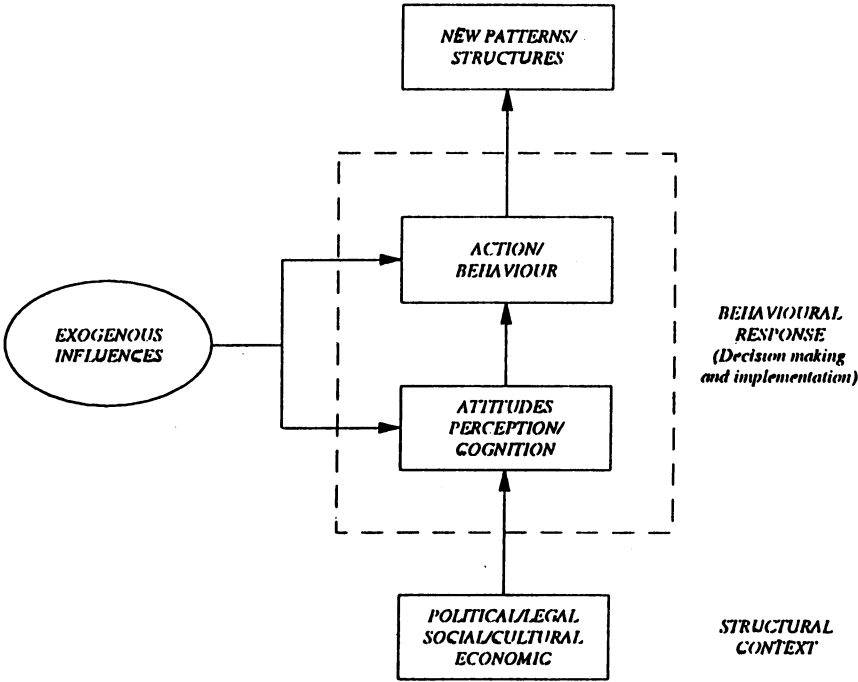 NEW PATTERNS/
STRUCTURES
ACTION/
BEHAVIOUR
EXOGENOUS
INFLUENCES
BEHAVIOURAL
RESPONSE
(Decision making
and implementation)
ATTITUDES
PERCEPTION/
COGNITION
POLITICAL/LEGAL
SOCIAL/CULTURAL
ECONOMIC
STRUCTURAL
CONTEXT